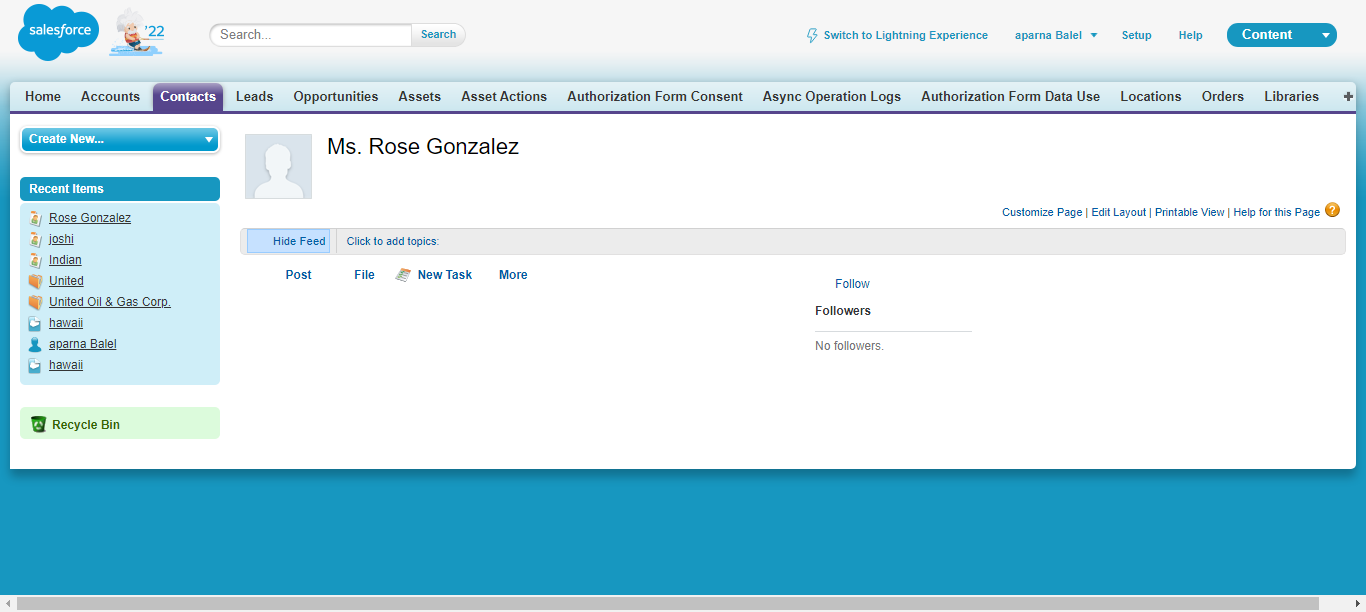 salesforce
'22
Search...
Search
Switch to Lightning Experience
aparna Balel
Setup
Help
Content
Home Accounts Contacts Leads Opportunities Assets Asset Actions Authorization Form Consent Async Operation Logs Authorization Form Data Use Locations Orders Libraries +
Create New...
Recent Items
Rose Gonzalez
joshi
Indian
United
United Oil & Gas Corp.
hawaii
aparna Balel
hawaii
Recycle Bin
Ms. Rose Gonzalez
Customize Page | Edit Layout | Printable View | Help for this Page ?
Hide Feed
Click to add topics:
Post File New Task More
Follow
Followers
No followers.